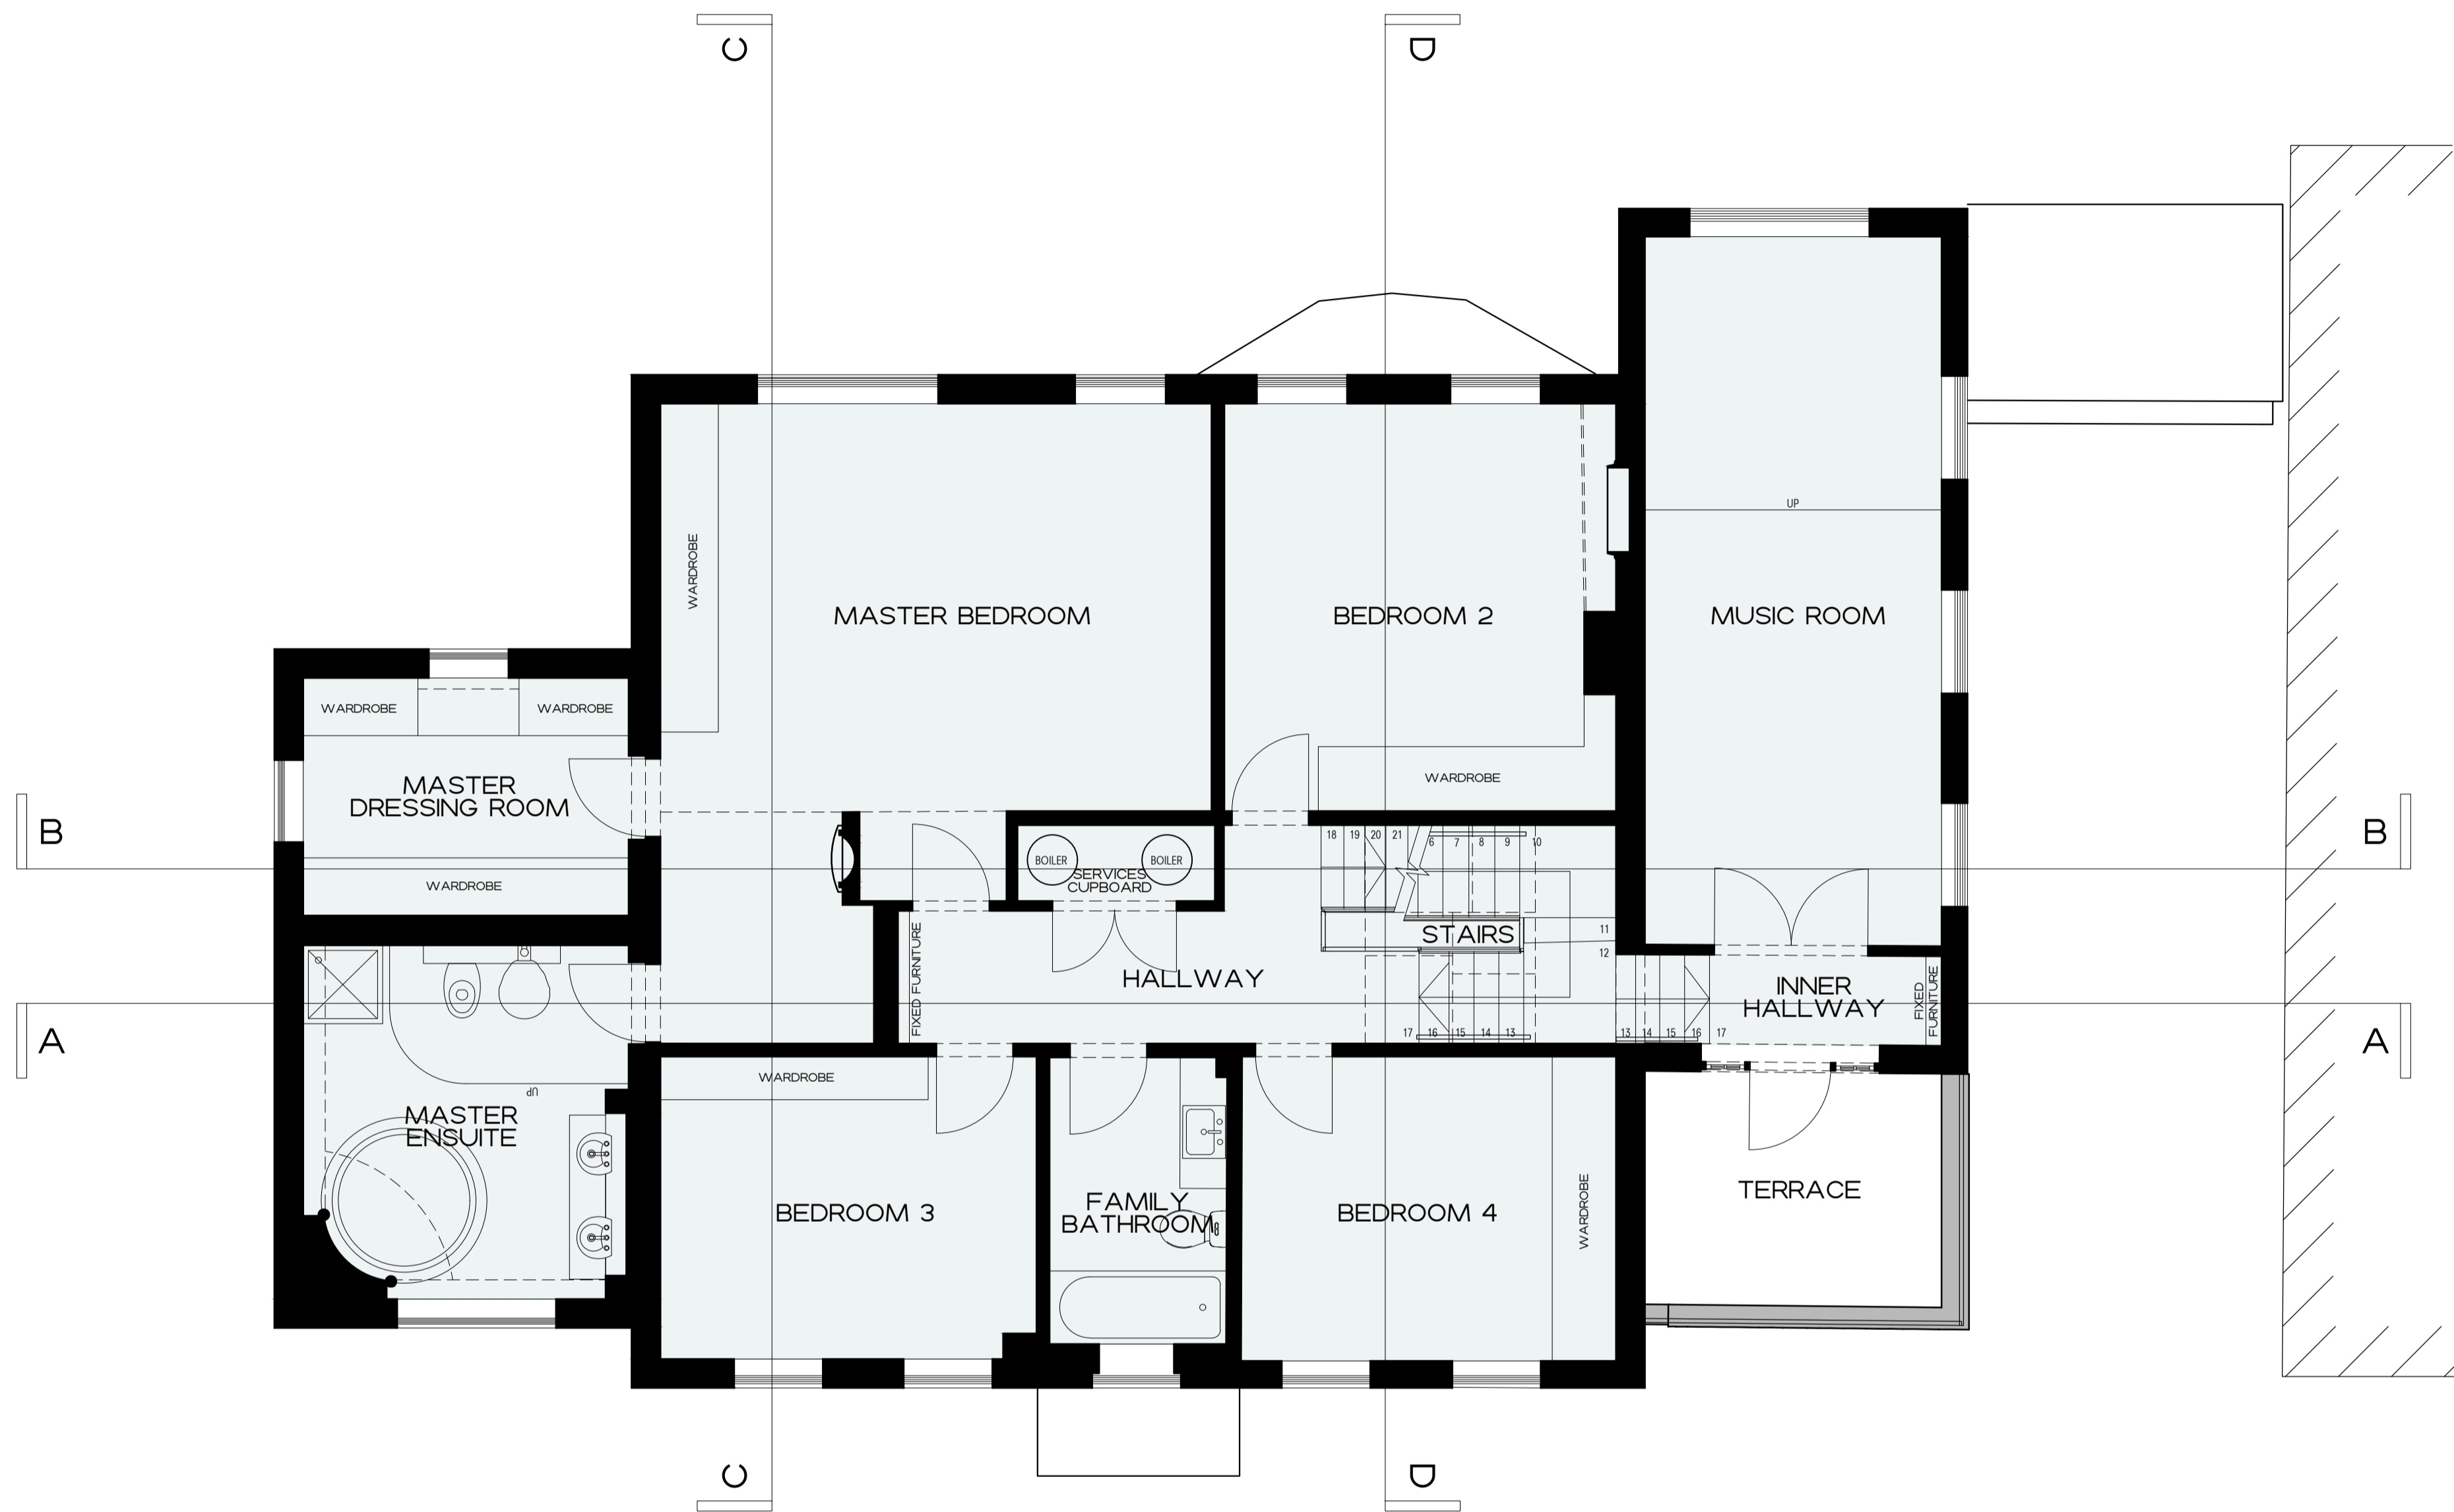 C
D
UP
WARDROBE
MASTER BEDROOM
BEDROOM 2
MUSIC ROOM
WARDROBE
WARDROBE
MASTER
DRESSING ROOM
WARDROBE
B
B
18 19 20 21 6 7 8 9 10
BOILER
BOILER
SERVICES
CUPBOARD
WARDROBE
11
STAIRS
12
FIXED FURNITURE
HALLWAY
INNER
HALLWAY
FIXED
FURNITURE
17 16 15 14 13
13 14 15 16 17
A
A
WARDROBE
UP
MASTER
ENSUITE
BEDROOM 3
FAMILY
BATHROOM
BEDROOM 4
WARDROBE
TERRACE
C
D